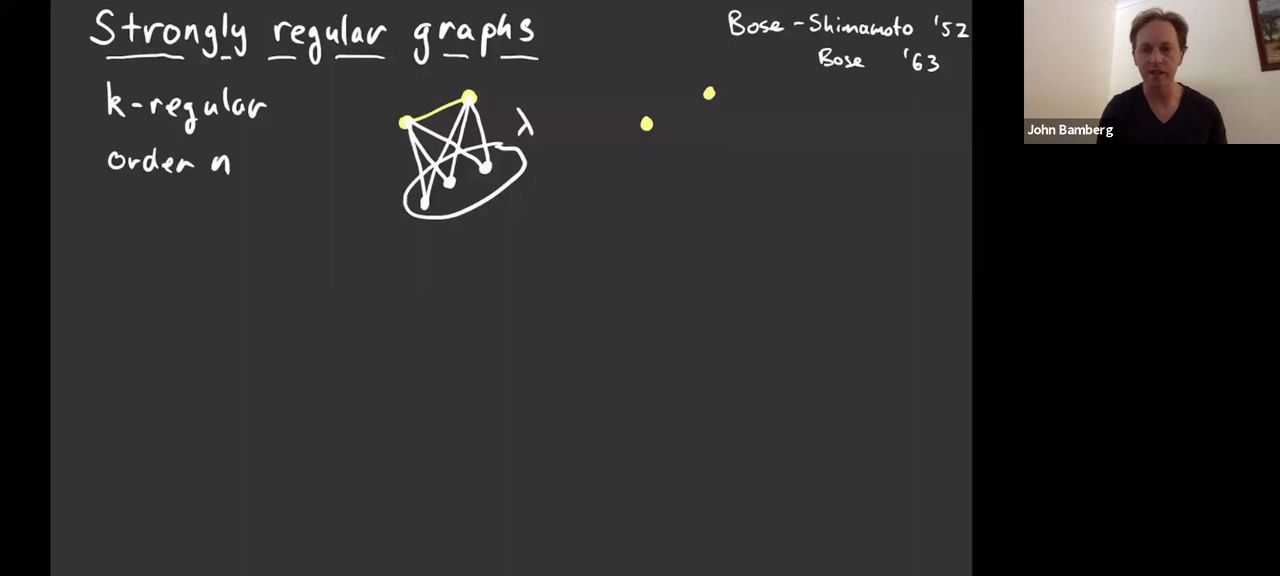 Strongly regular graphs
Bose-Shimamoto '52
Bose '63
k-regular
order n
λ
John Bamberg